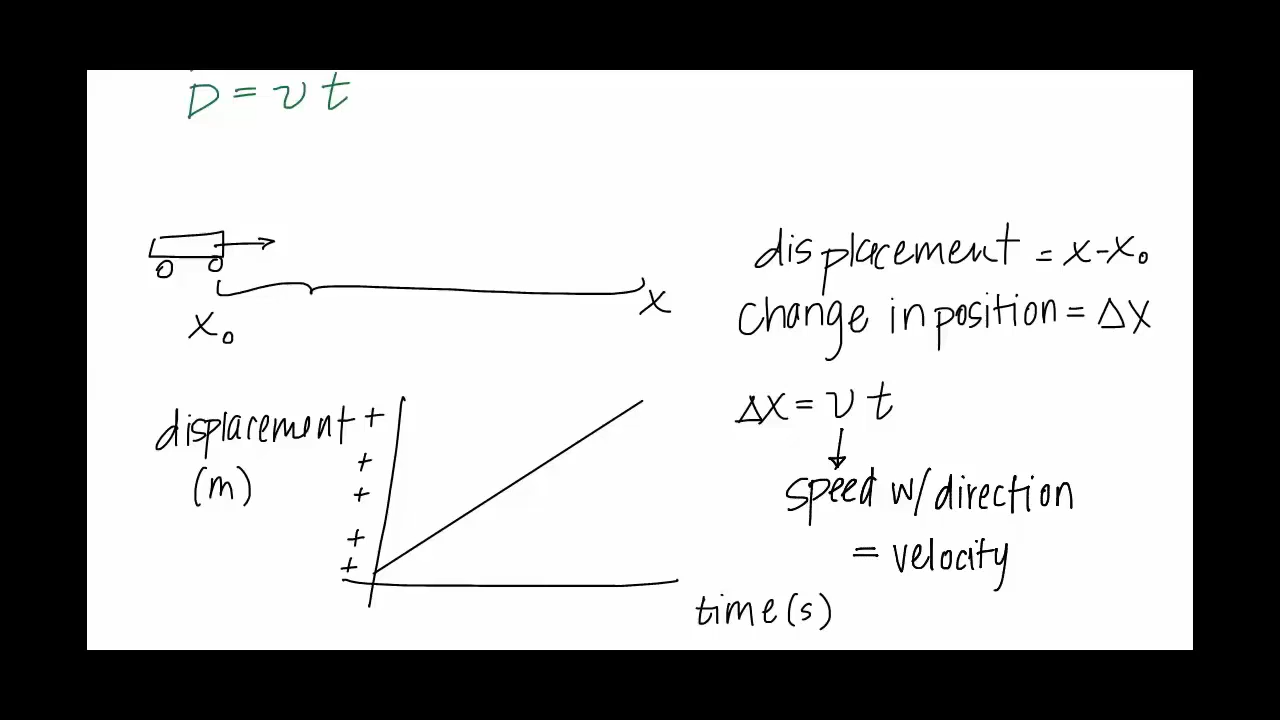 D = v t
displacement = x-x₀
change in position = Δx
x
x₀
Δx = v t
displacement +
+
(m)
+
speed w/direction
+
+
= velocity
time (s)